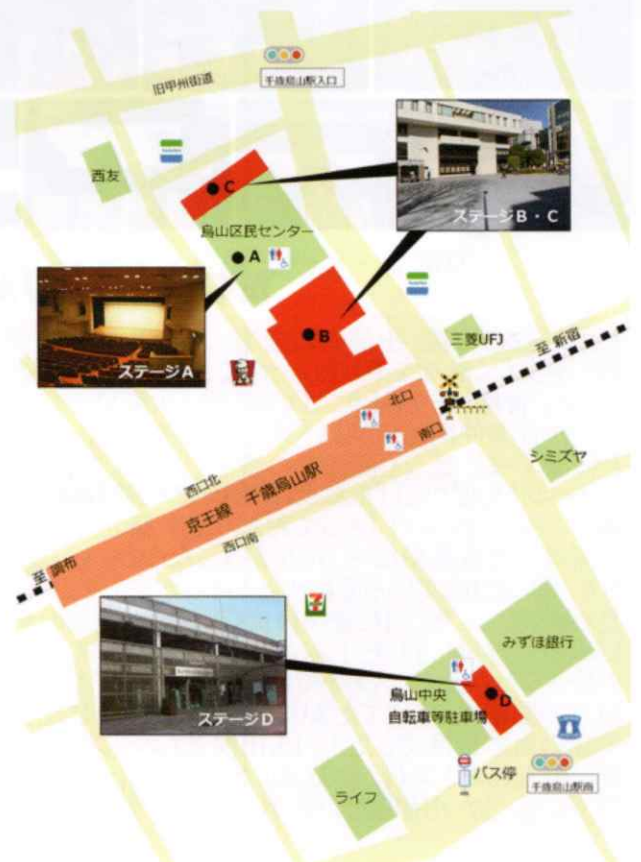 旧甲州街道
千歳烏山駅入口
西友
C
烏山区民センター
A
ステージB・C
B
ステージA
三菱UFJ
至 新宿
北口
南口
シミズヤ
西口北
京王線 千歳烏山駅
西口南
至 調布
7
みずほ銀行
ステージD
烏山中央
自転車等駐車場
D
バス停
千歳烏山駅南
ライフ